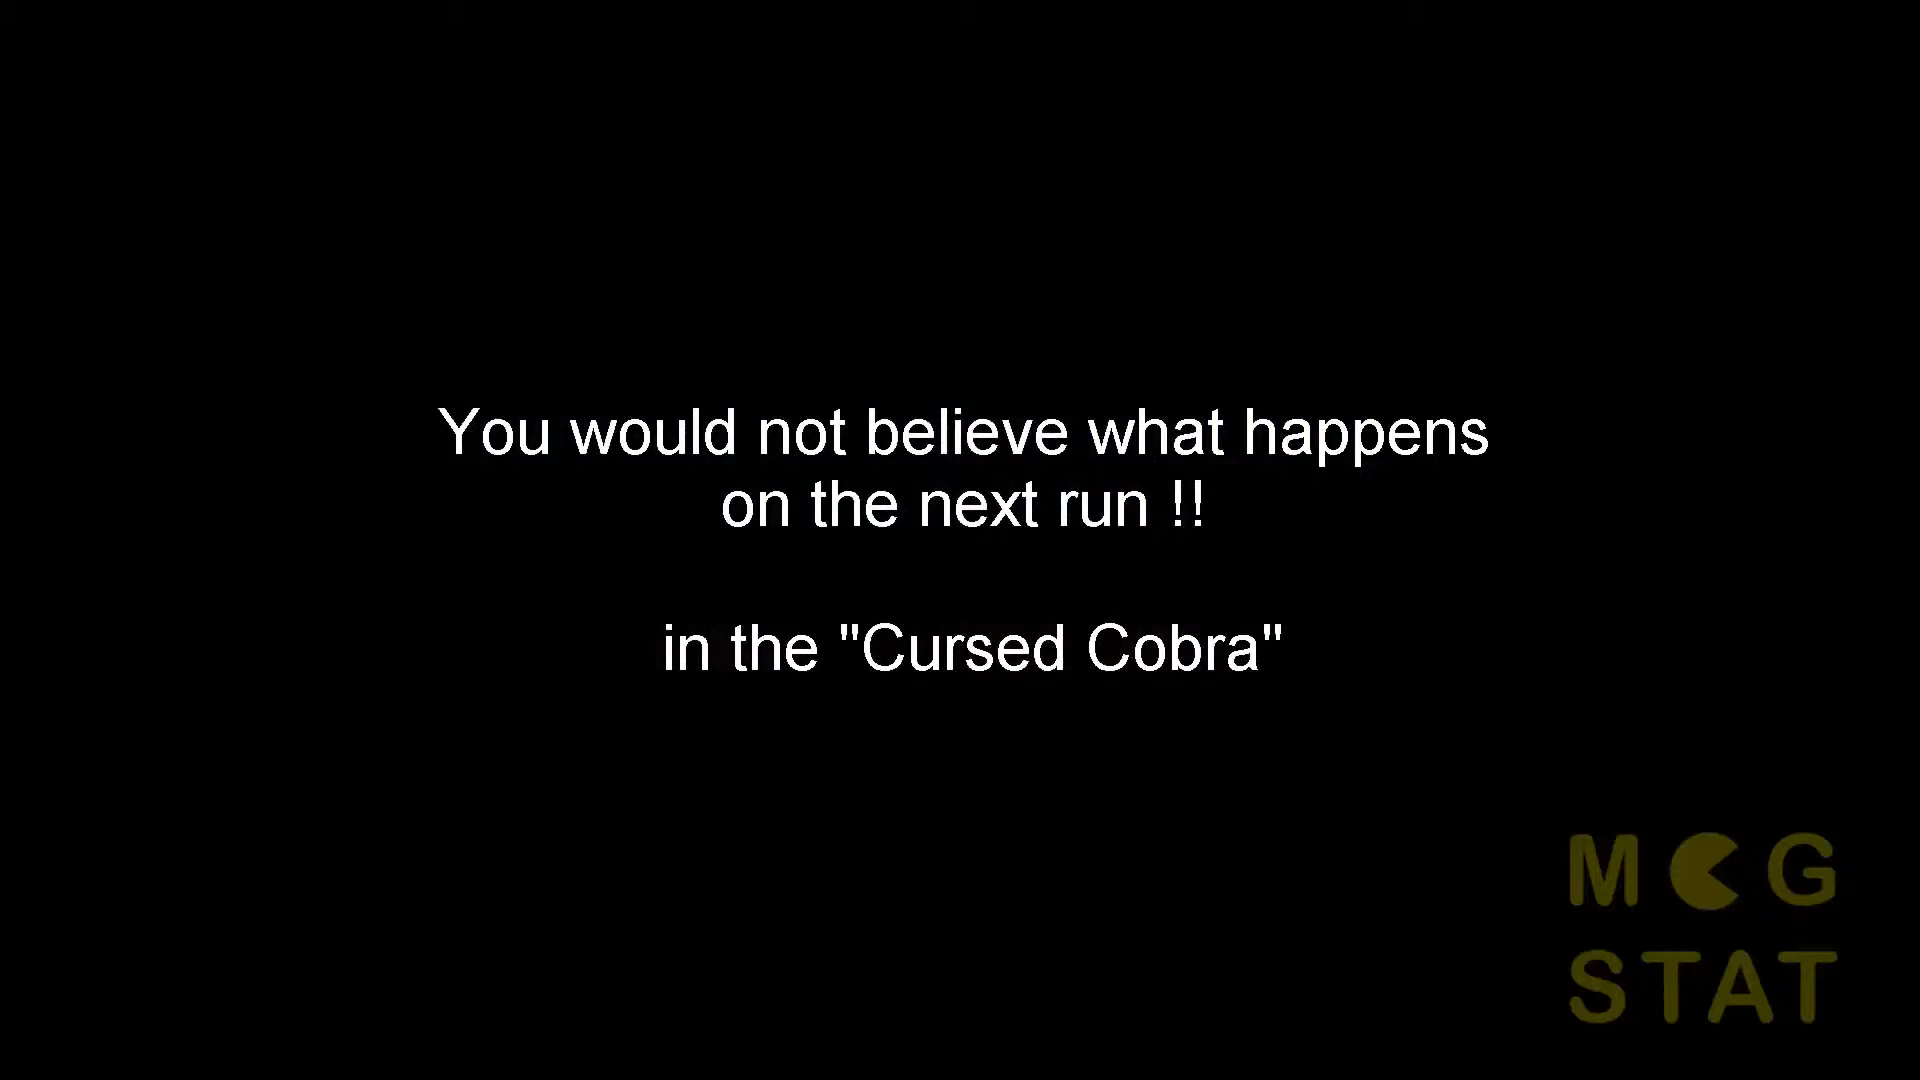 You would not believe what happens
on the next run !!
in the "Cursed Cobra"
M G
STAT